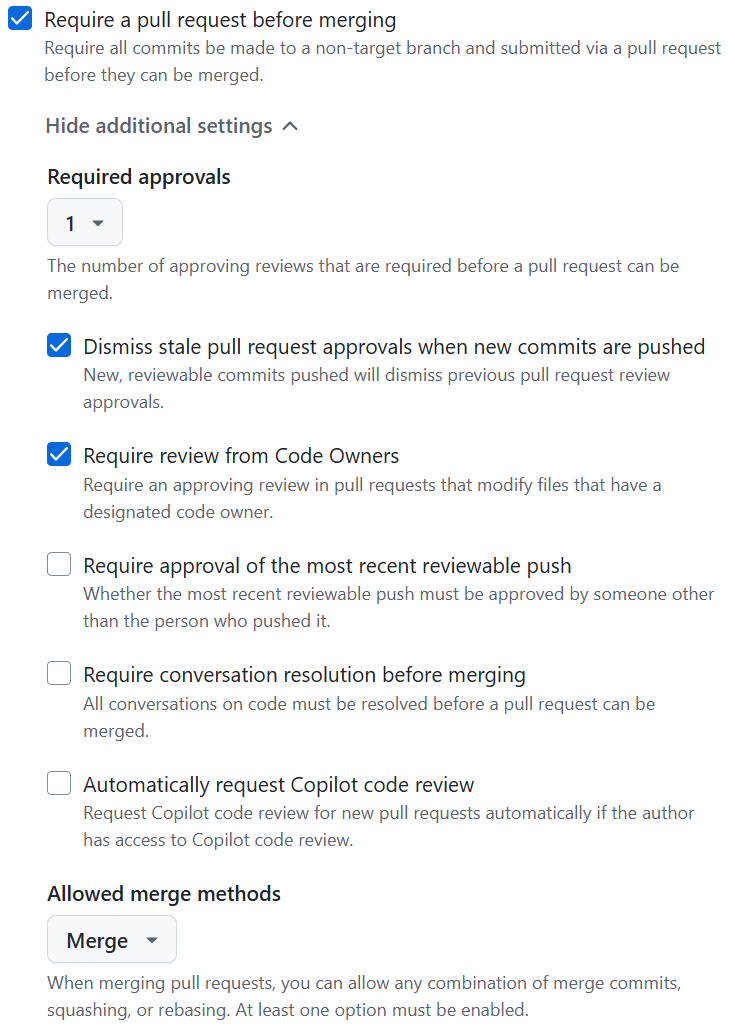 Require a pull request before merging
Require all commits be made to a non-target branch and submitted via a pull request
before they can be merged.
Hide additional settings
Required approvals
1
The number of approving reviews that are required before a pull request can be
merged.
Dismiss stale pull request approvals when new commits are pushed
New, reviewable commits pushed will dismiss previous pull request review
approvals.
Require review from Code Owners
Require an approving review in pull requests that modify files that have a
designated code owner.
Require approval of the most recent reviewable push
Whether the most recent reviewable push must be approved by someone other
than the person who pushed it.
Require conversation resolution before merging
All conversations on code must be resolved before a pull request can be
merged.
Automatically request Copilot code review
Request Copilot code review for new pull requests automatically if the author
has access to Copilot code review.
Allowed merge methods
Merge
When merging pull requests, you can allow any combination of merge commits,
squashing, or rebasing. At least one option must be enabled.